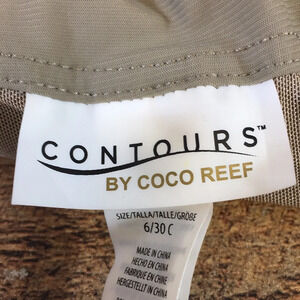 CONTOURS™
BY COCO REEF
SIZE/TALLA/TAILLE/GRÖßE
6/30 C
MADE IN CHINA
HECHO EN CHINA
FABRIQUE EN CHINE
HERGESTELLT IN CHINA